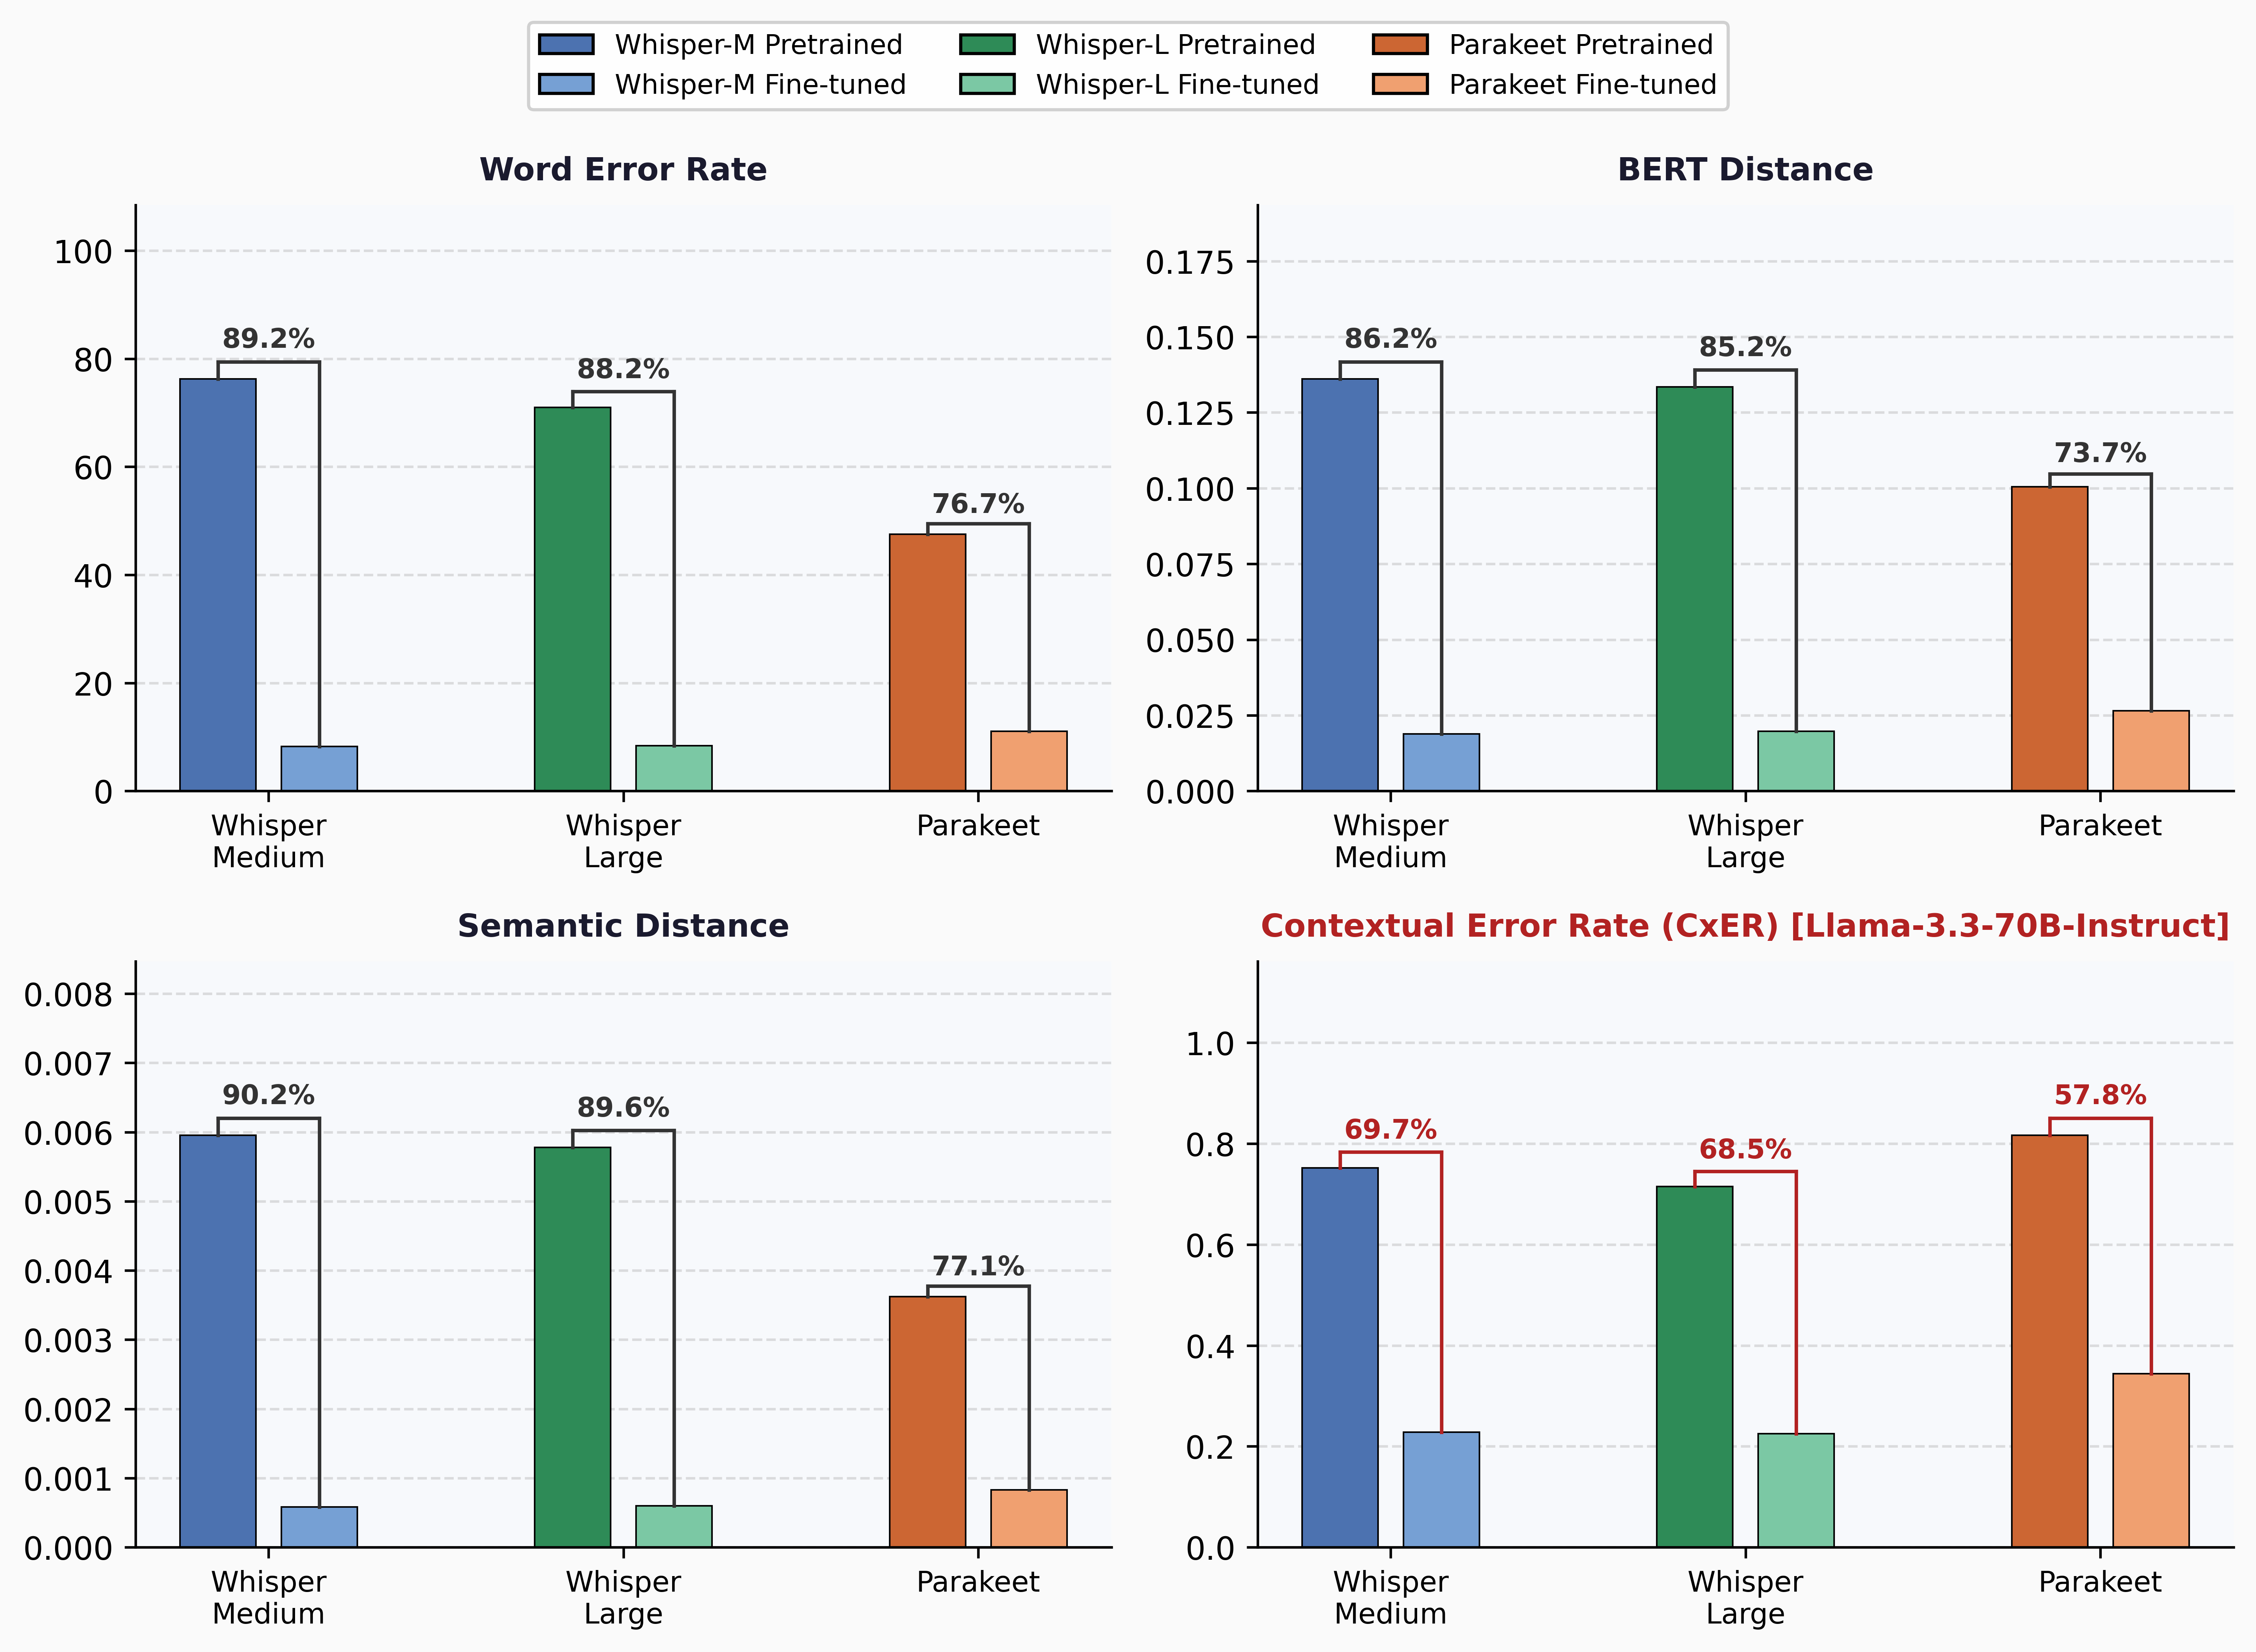 Whisper-M Pretrained
Whisper-M Fine-tuned
Whisper-L Pretrained
Whisper-L Fine-tuned
Parakeet Pretrained
Parakeet Fine-tuned
Word Error Rate
100
80
60
40
20
0
89.2%
88.2%
76.7%
Whisper
Medium
Whisper
Large
Parakeet
BERT Distance
0.175
0.150
0.125
0.100
0.075
0.050
0.025
0.000
86.2%
85.2%
73.7%
Whisper
Medium
Whisper
Large
Parakeet
Semantic Distance
0.008
0.007
0.006
0.005
0.004
0.003
0.002
0.001
0.000
90.2%
89.6%
77.1%
Whisper
Medium
Whisper
Large
Parakeet
Contextual Error Rate (CxER) [Llama-3.3-70B-Instruct]
1.0
0.8
0.6
0.4
0.2
0.0
69.7%
68.5%
57.8%
Whisper
Medium
Whisper
Large
Parakeet